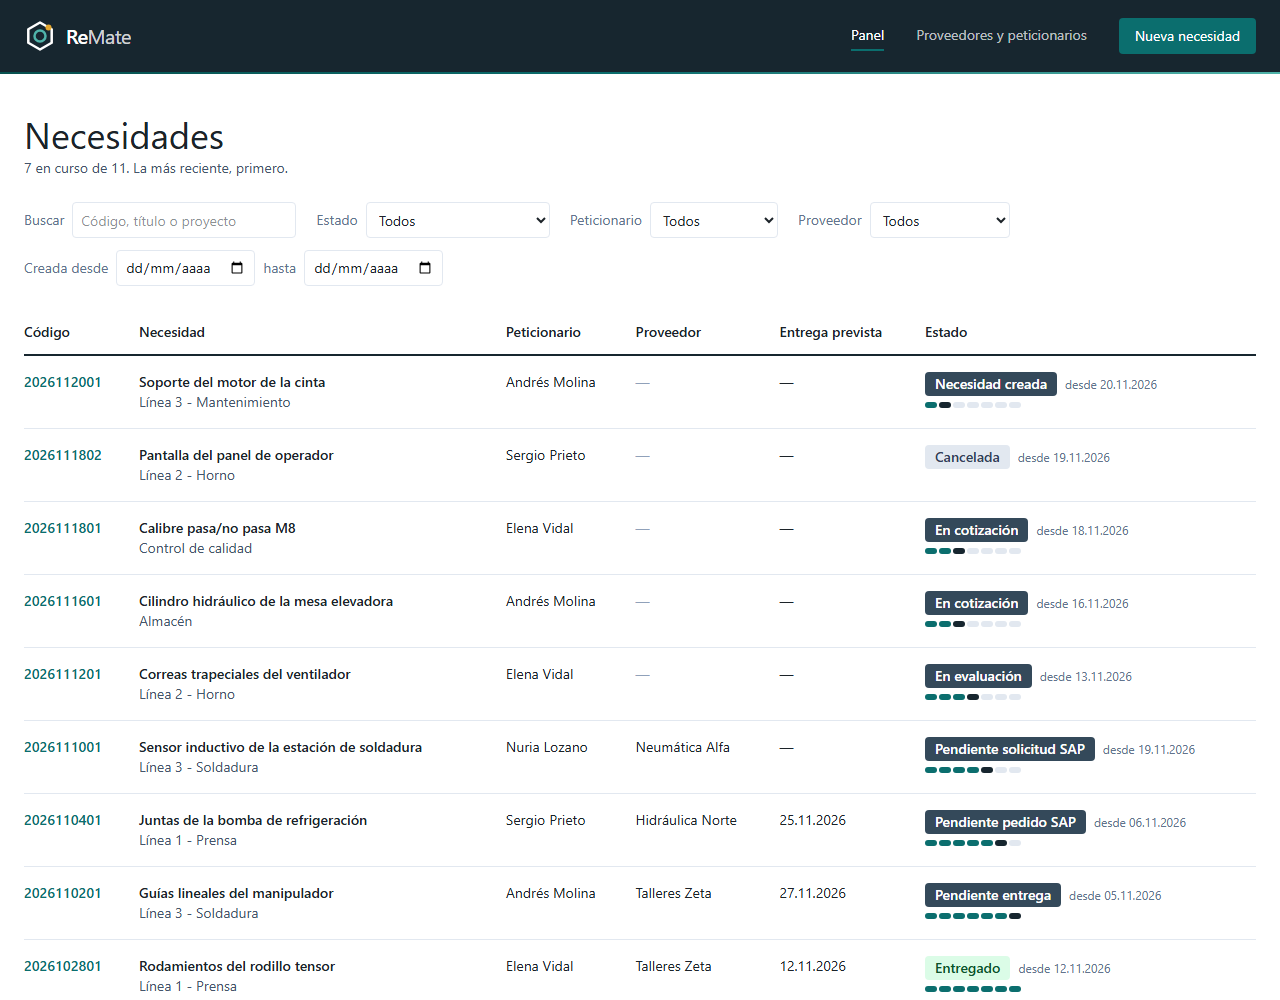 ReMate
Panel
Proveedores y peticionarios
Nueva necesidad
Necesidades
7 en curso de 11. La más reciente, primero.
Buscar Código, título o proyecto Estado Todos Peticionario Todos Proveedor Todos
Creada desde dd/mm/aaaa hasta dd/mm/aaaa
Código Necesidad Peticionario Proveedor Entrega prevista Estado
2026112001 Soporte del motor de la cinta Andrés Molina — — Necesidad creada desde 20.11.2026
Línea 3 - Mantenimiento
2026111802 Pantalla del panel de operador Sergio Prieto — — Cancelada desde 19.11.2026
Línea 2 - Horno
2026111801 Calibre pasa/no pasa M8 Elena Vidal — — En cotización desde 18.11.2026
Control de calidad
2026111601 Cilindro hidráulico de la mesa elevadora Andrés Molina — — En cotización desde 16.11.2026
Almacén
2026111201 Correas trapeciales del ventilador Elena Vidal — — En evaluación desde 13.11.2026
Línea 2 - Horno
2026111001 Sensor inductivo de la estación de soldadura Nuria Lozano Neumática Alfa — Pendiente solicitud SAP desde 19.11.2026
Línea 3 - Soldadura
2026110401 Juntas de la bomba de refrigeración Sergio Prieto Hidráulica Norte 25.11.2026 Pendiente pedido SAP desde 06.11.2026
Línea 1 - Prensa
2026110201 Guías lineales del manipulador Andrés Molina Talleres Zeta 27.11.2026 Pendiente entrega desde 05.11.2026
Línea 3 - Soldadura
2026102801 Rodamientos del rodillo tensor Elena Vidal Talleres Zeta 12.11.2026 Entregado desde 12.11.2026
Línea 1 - Prensa